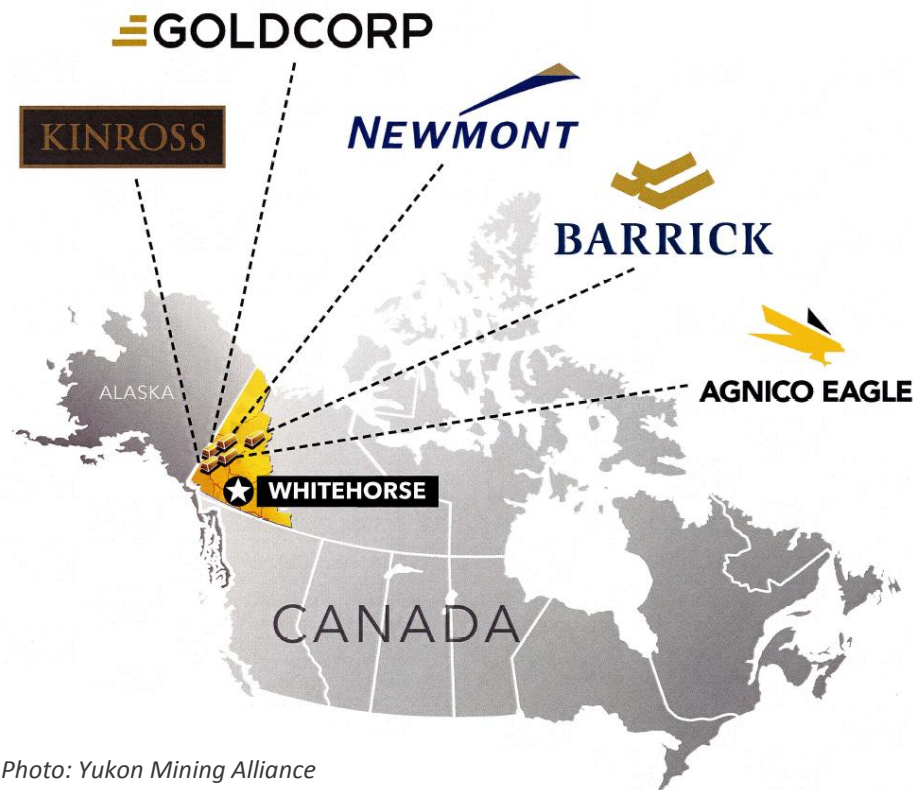 GOLDCORP
KINROSS
NEWMONT
BARRICK
ALASKA
AGNICO EAGLE
WHITEHORSE
CANADA
Photo: Yukon Mining Alliance